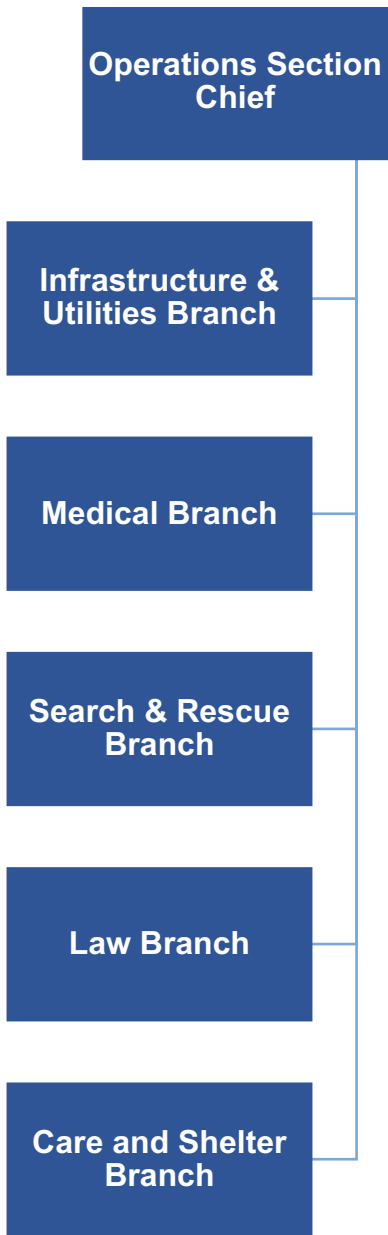 Operations Section
Chief
Infrastructure &
Utilities Branch
Medical Branch
Search & Rescue
Branch
Law Branch
Care and Shelter
Branch